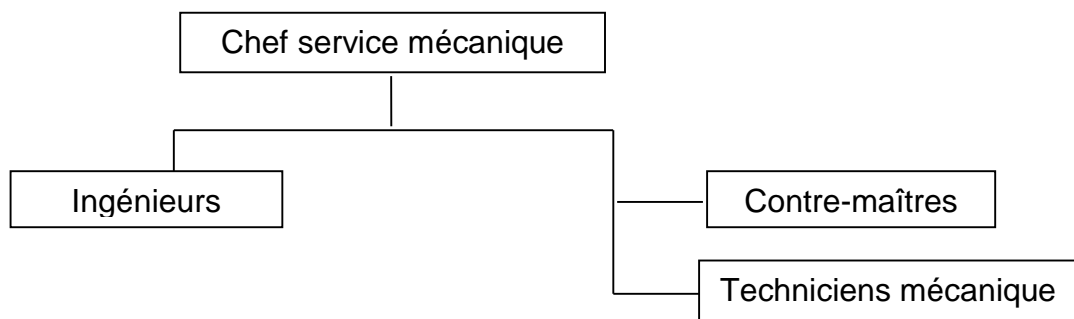 Chef service mécanique
Ingénieurs
Contre-maîtres
Techniciens mécanique